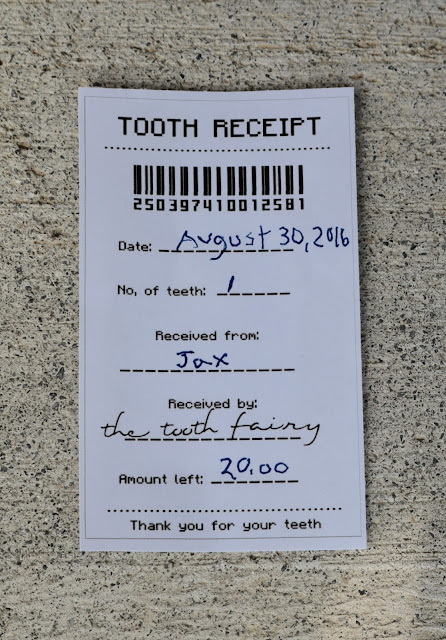 TOOTH RECEIPT
250397410012581
Date: August 30, 2016
No, of teeth: 1
Received from:
Jax
Received by:
the tooth fairy
Amount left: 20.00
Thank you for your teeth